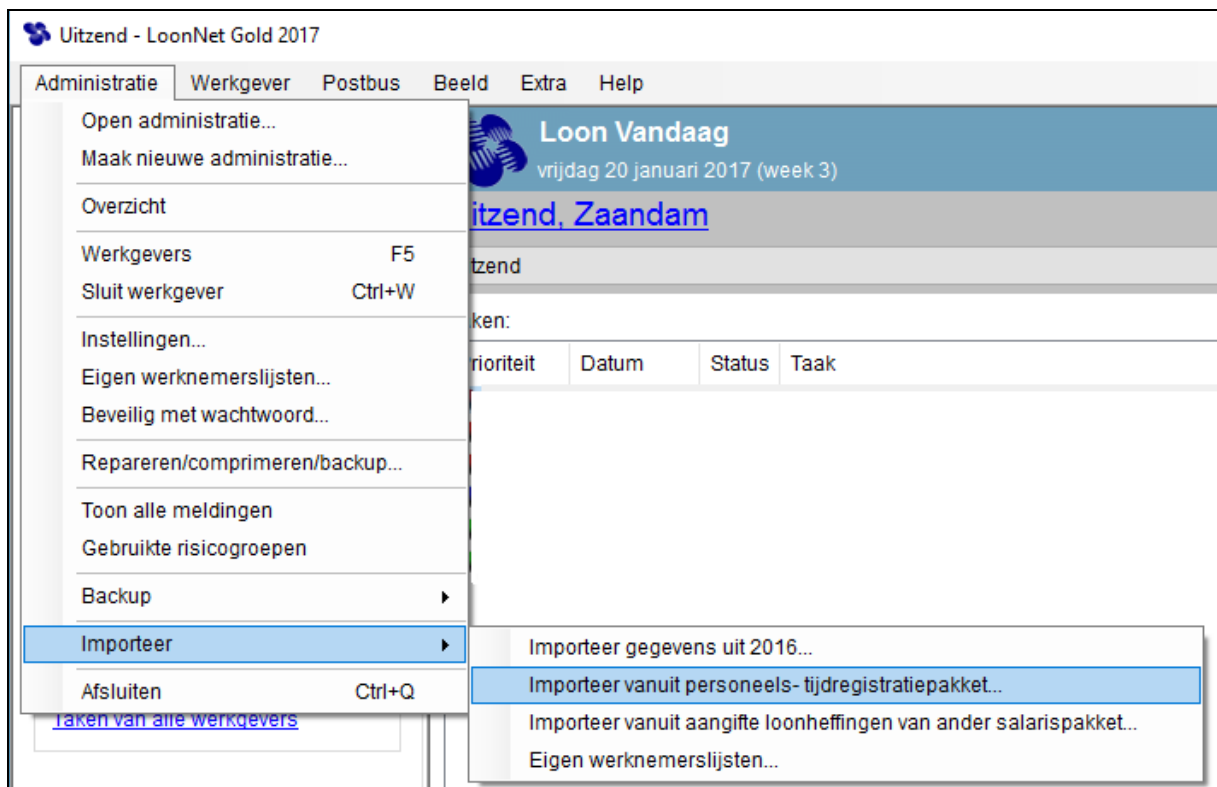 Uitzend - LoonNet Gold 2017
Administratie Werkgever Postbus Beeld Extra Help
Open administratie...
Maak nieuwe administratie...
Overzicht
Werkgevers F5
Sluit werkgever Ctrl+W
Instellingen...
Eigen werknemerslijsten...
Beveilig met wachtwoord...
Repareren/comprimeren/backup...
Toon alle meldingen
Gebruikte risicogroepen
Backup
Importeer
Afsluiten Ctrl+Q
Taken van alle werkgevers
Loon Vandaag
vrijdag 20 januari 2017 (week 3)
itzend, Zaandam
tzend
ken:
rioriteit Datum Status Taak
Importeer gegevens uit 2016...
Importeer vanuit personeels- tijdregistratiepakket...
Importeer vanuit aangifte loonheffingen van ander salarispakket...
Eigen werknemerslijsten...